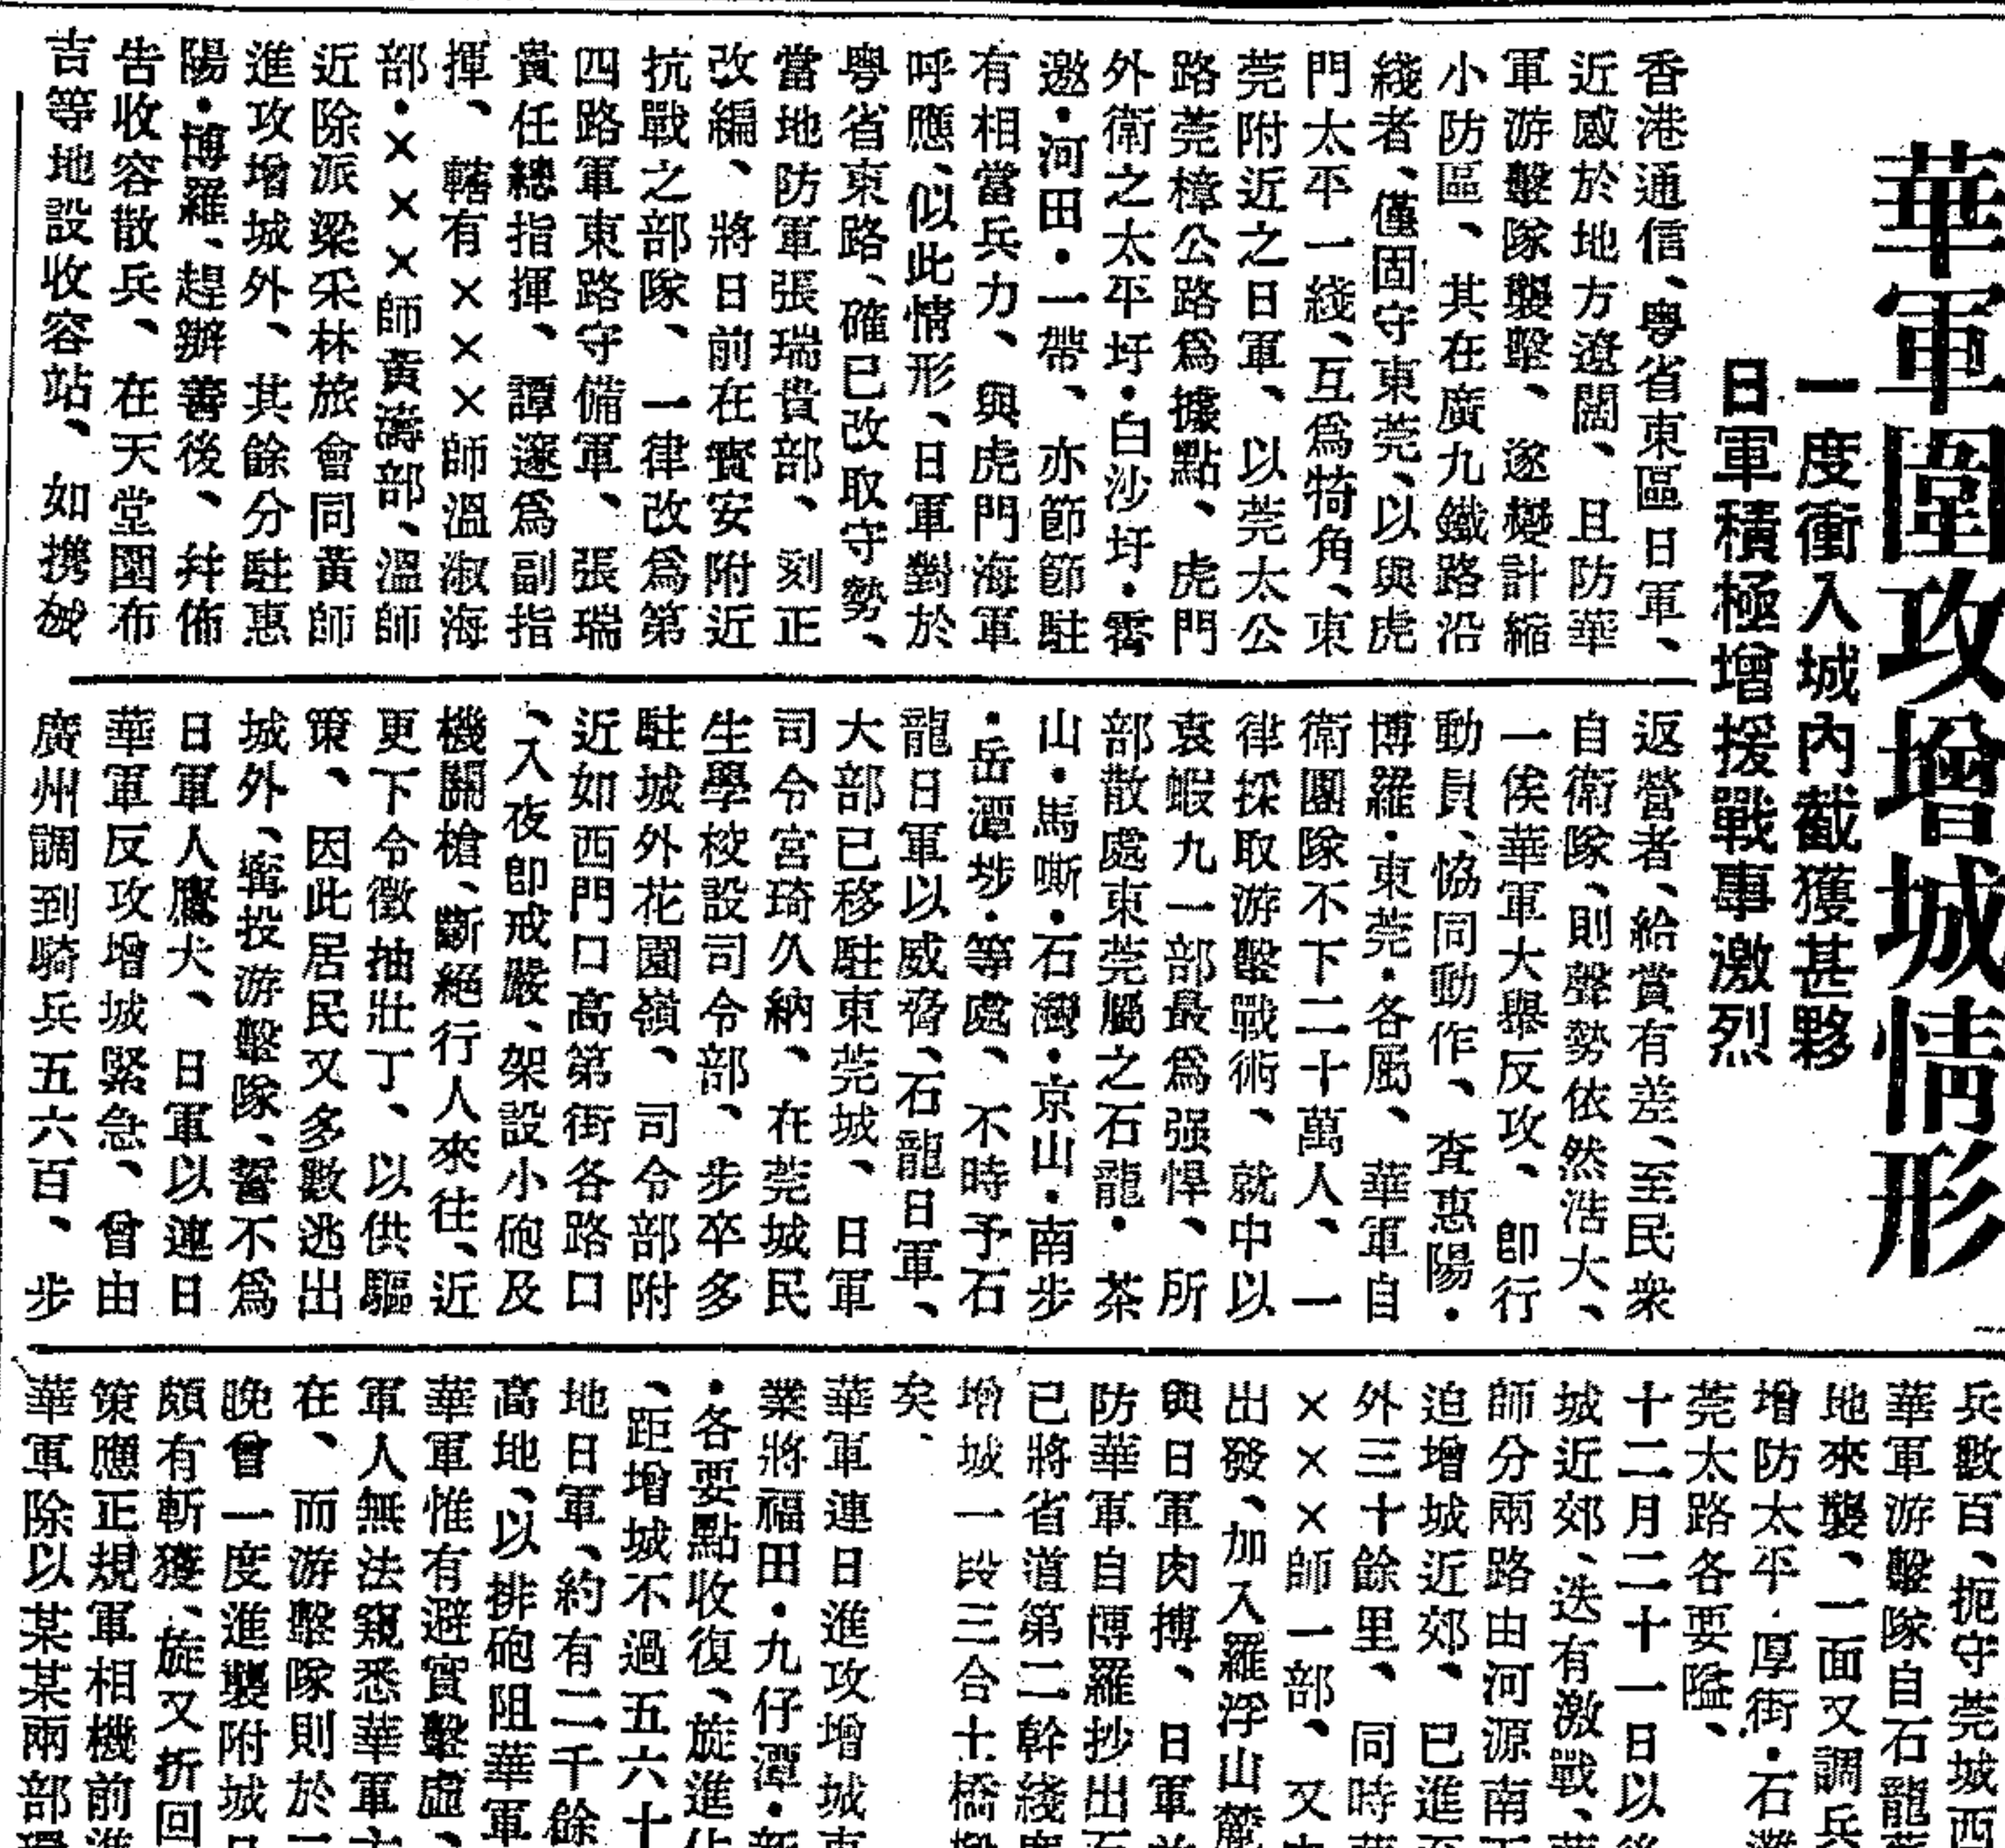 華軍圍攻增城情形
一度衝入城內截獲甚夥
日軍積極增援戰事激烈
香港通信、粵省東區日軍、
近感於地方遼闊、且防華
軍游擊隊襲擊、遂變計縮
小防區、其在廣九鐵路沿
綫者、僅固守東莞、以與虎
門太平一綫、互爲犄角、東
莞附近之日軍、以莞太公
路莞樟公路爲據點、虎門
外衛之太平圩·白沙圩·霄
邀·河田·一帶、亦節節駐
有相當兵力、與虎門海軍
呼應、似此情形、日軍對於
粵省東路、確已改取守勢、
當地防軍張瑞貴部、刻正
改編、將日前在寶安附近
抗戰之部隊、一律改爲第
四路軍東路守備軍、張瑞
貴任總指揮、譚邃爲副指
揮、轄有×××師溫淑海
部·×××師黃濤部、溫師
近除派梁采林旅會同黃師
進攻增城外、其餘分駐惠
陽·博羅、趕辦善後、幷佈
告收容散兵、在天堂圍布
吉等地設收容站、如携械
返營者、給賞有差、至民衆
自衛隊、則聲勢依然浩大、
一俟華軍大舉反攻、卽行
動員、協同動作、查惠陽·
博羅·東莞·各屬、華軍自
衛團隊不下二十萬人、一
律採取游擊戰術、就中以
袁蝦九一部最爲强悍、所
部散處東莞屬之石龍·茶
山·馬嘶·石灣·京山·南步
·岳潭埗·等處、不時予石
龍日軍以威脅、石龍日軍、
大部已移駐東莞城、日軍
司令宮琦久納、在莞城民
生學校設司令部、步卒多
駐城外花園嶺、司令部附
近如西門口高第街各路口
、入夜卽戒嚴、架設小砲及
機關槍、斷絕行人來往、近
更下令徵抽壯丁、以供驅
策、因此居民又多數逃出
城外、寗投游擊隊、誓不爲
日軍人鷹犬、日軍以連日
華軍反攻增城緊急、曾由
廣州調到騎兵五六百、步
兵數百、扼守莞城西
華軍游擊隊自石龍
地來襲、一面又調兵
增防太平·厚街·石
莞太路各要隘、
十二月二十一日以後
城近郊、迭有激戰、
師分兩路由河源南
迫增城近郊、已進至
外三十餘里、同時
×××師一部、又
出發、加入羅浮山麓
與日軍肉搏、日軍
防華軍自博羅抄出
已將省道第二幹綫
增城一段三合土橋
矣、
華軍連日進攻增城
業將福田·九仔潭·
·各要點收復、旋進
、距增城不過五六十
地日軍、約有二千餘
高地、以排砲阻華軍
華軍惟有避實擊虛、
軍人無法窺悉華軍
在、而游擊隊則於
晚曾一度進襲附城
頗有斬獲、旋又折回
策應正規軍相機前進
華軍除以某某兩部